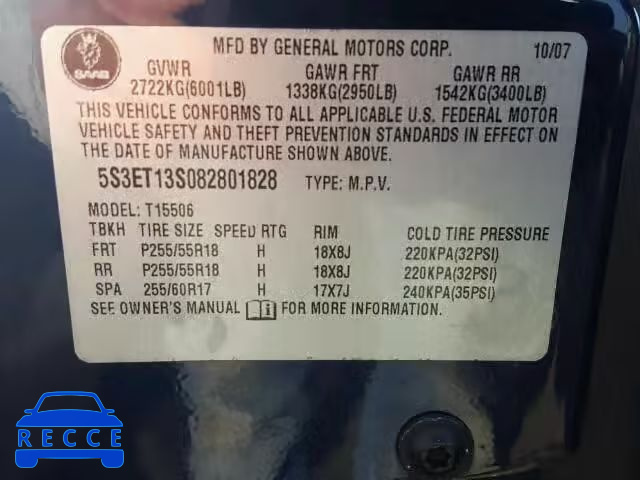 SAAB
MFD BY GENERAL MOTORS CORP. 10/07
GVWR GAWR FRT GAWR RR
2722KG(6001LB) 1338KG(2950LB) 1542KG(3400LB)
THIS VEHICLE CONFORMS TO ALL APPLICABLE U.S. FEDERAL MOTOR
VEHICLE SAFETY AND THEFT PREVENTION STANDARDS IN EFFECT ON
THE DATE OF MANUFACTURE SHOWN ABOVE.
5S3ET13S082801828 TYPE: M.P.V.
MODEL: T15506
TBKH TIRE SIZE SPEED RTG RIM COLD TIRE PRESSURE
FRT P255/55R18 H 18X8J 220KPA(32PSI)
RR P255/55R18 H 18X8J 220KPA(32PSI)
SPA 255/60R17 H 17X7J 240KPA(35PSI)
SEE OWNER'S MANUAL FOR MORE INFORMATION.
RECCE